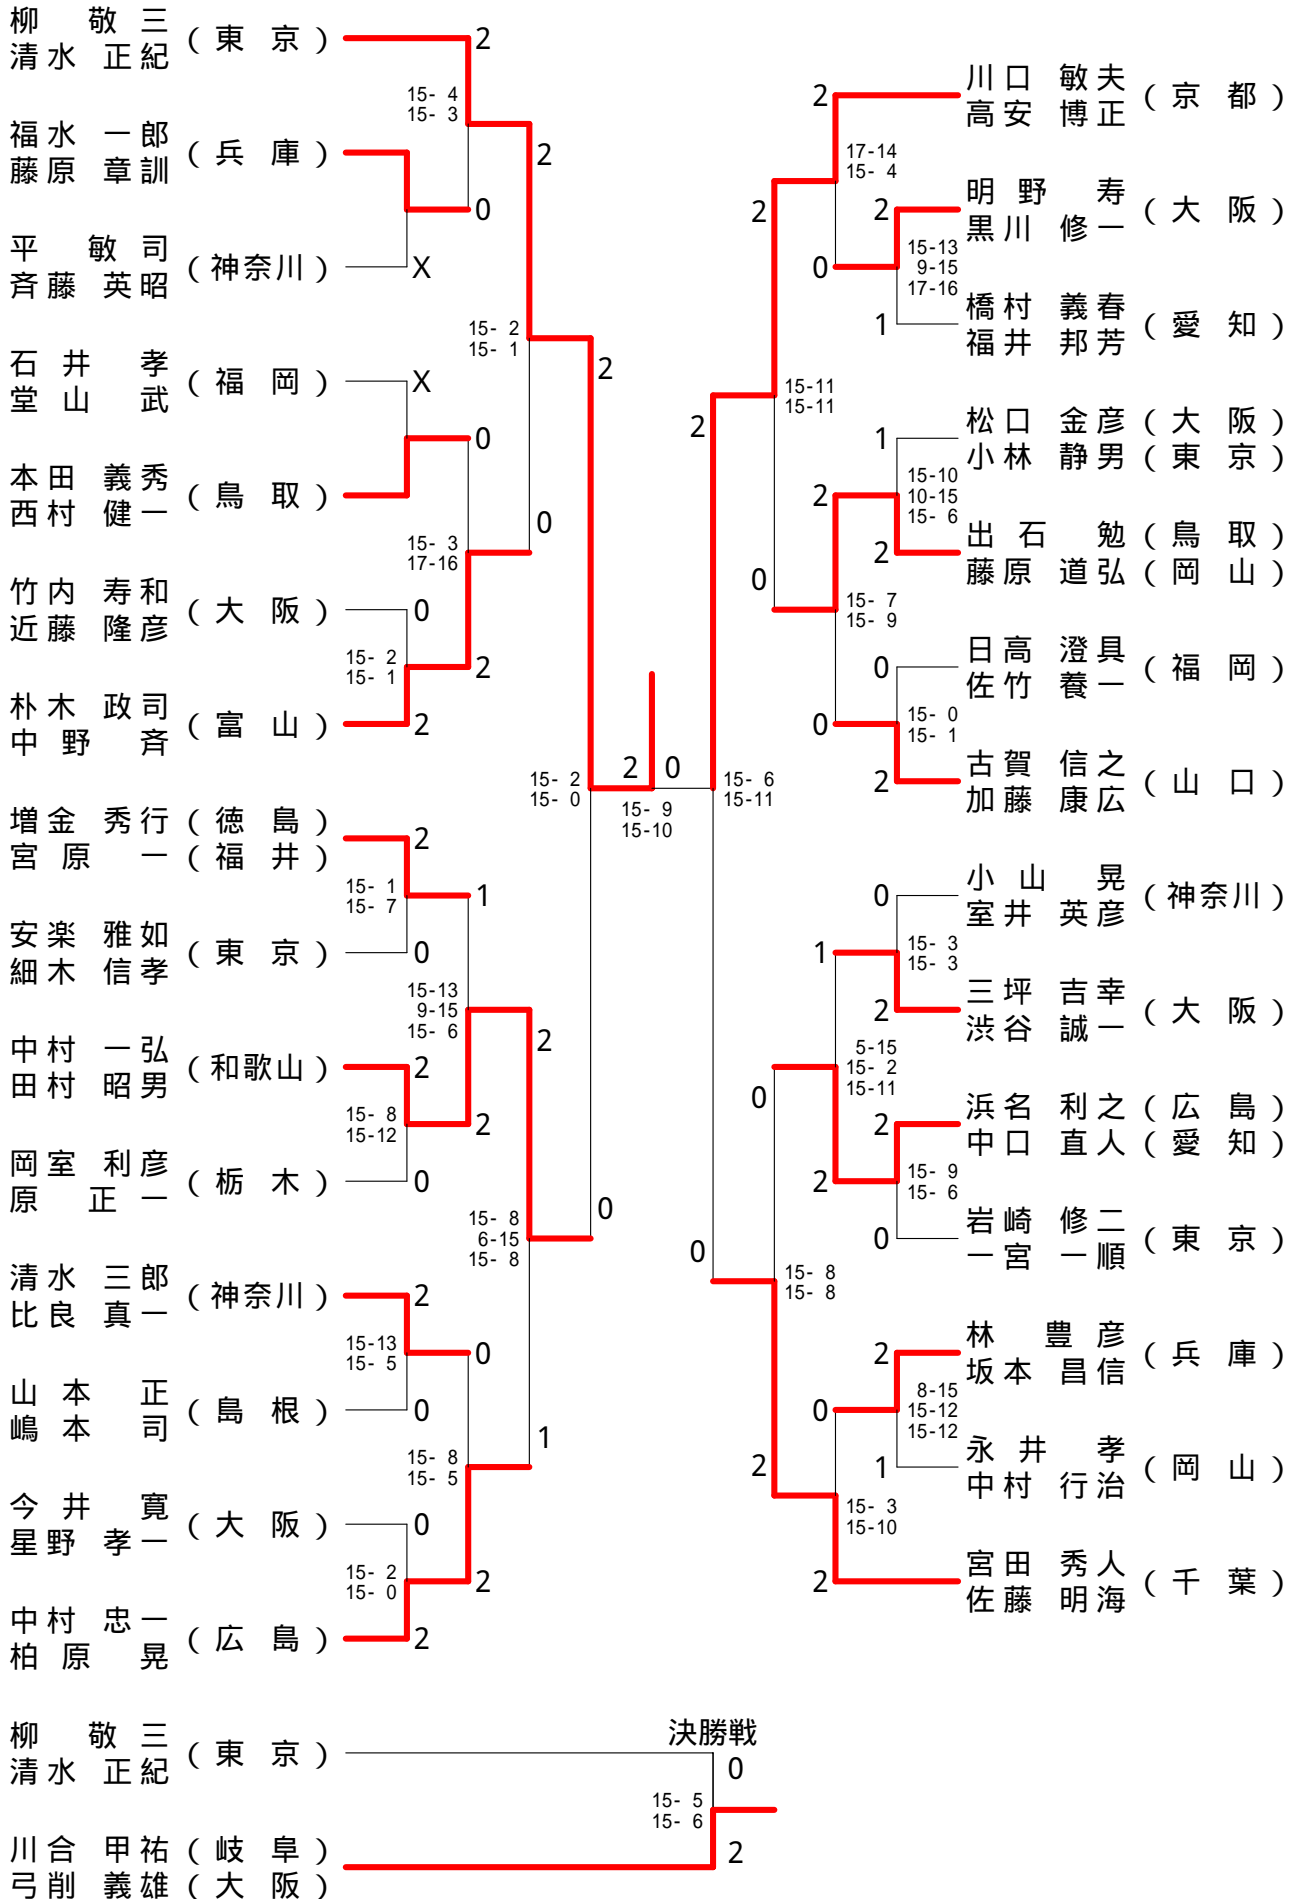 柳 敬三
清水 正紀
(東京)
2
15- 4
15- 3
福水 一郎
藤原 章訓
(兵庫)
2
0
平 敏司
斉藤 英昭
(神奈川)
X
15- 2
15- 1
石井 孝
堂山 武
(福岡)
X
2
0
本田 義秀
西村 健一
(鳥取)
0
15- 3
17-16
竹内 寿和
近藤 隆彦
(大阪)
0
15- 2
15- 1
2
朴木 政司
中野 斉
(富山)
2
15- 2
15- 0
増金 秀行(徳島)
宮原 一(福井)
2
15- 1
15- 7
1
安楽 雅如
細木 信孝
(東京)
0
15-13
9-15
15- 6
2
中村 一弘
田村 昭男
(和歌山)
2
15- 8
15-12
2
岡室 利彦
原 正一
(栃木)
0
15- 8
6-15
15- 8
0
清水 三郎
比良 真一
(神奈川)
2
15-13
15- 5
0
山本 正
嶋本 司
(島根)
0
15- 8
15- 5
1
今井 寛
星野 孝一
(大阪)
0
15- 2
15- 0
2
中村 忠一
柏原 晃
(広島)
2
2 0
15- 9
15-10
川口 敏夫
高安 博正
(京都)
2
17-14
15- 4
2
明野 寿
黒川 修一
(大阪)
2
15-13
9-15
17-16
0
橋村 義春
福井 邦芳
(愛知)
1
15-11
15-11
2
松口 金彦(大阪)
小林 静男(東京)
1
15-10
10-15
15- 6
2
出石 勉(鳥取)
藤原 道弘(岡山)
2
0
15- 7
15- 9
日高 澄具
佐竹 養一
(福岡)
0
15- 0
15- 1
0
古賀 信之
加藤 康広
(山口)
2
15- 6
15-11
小山 晃
室井 英彦
(神奈川)
0
15- 3
15- 3
1
三坪 吉幸
渋谷 誠一
(大阪)
2
5-15
15- 2
15-11
0
浜名 利之(広島)
中口 直人(愛知)
2
15- 9
15- 6
2
岩崎 修二
一宮 一順
(東京)
0
0
15- 8
15- 8
林 豊彦
坂本 昌信
(兵庫)
2
8-15
15-12
15-12
0
永井 孝
中村 行治
(岡山)
1
2
15- 3
15-10
宮田 秀人
佐藤 明海
(千葉)
2
決勝戦
柳 敬三
清水 正紀
(東京)
0
15- 5
15- 6
川合 甲祐(岐阜)
弓削 義雄(大阪)
2